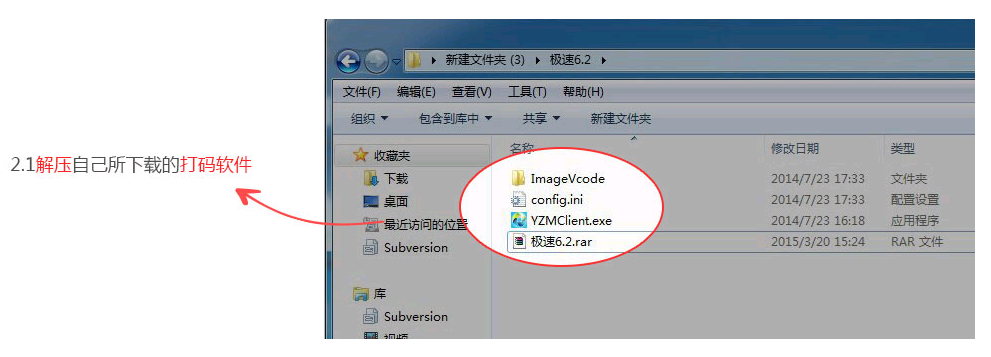 新建文件夹 (3) 极速6.2
文件(F) 编辑(E) 查看(V) 工具(T) 帮助(H)
组织 包含到库中 共享 新建文件夹
名称 修改日期 类型
2.1解压自己所下载的打码软件
收藏夹
下载
桌面
最近访问的位置
Subversion
库
Subversion
视频
ImageVcode 2014/7/23 17:33 文件夹
config.ini 2014/7/23 17:33 配置设置
YZMClient.exe 2014/7/23 16:18 应用程序
极速6.2.rar 2015/3/20 15:24 RAR 文件